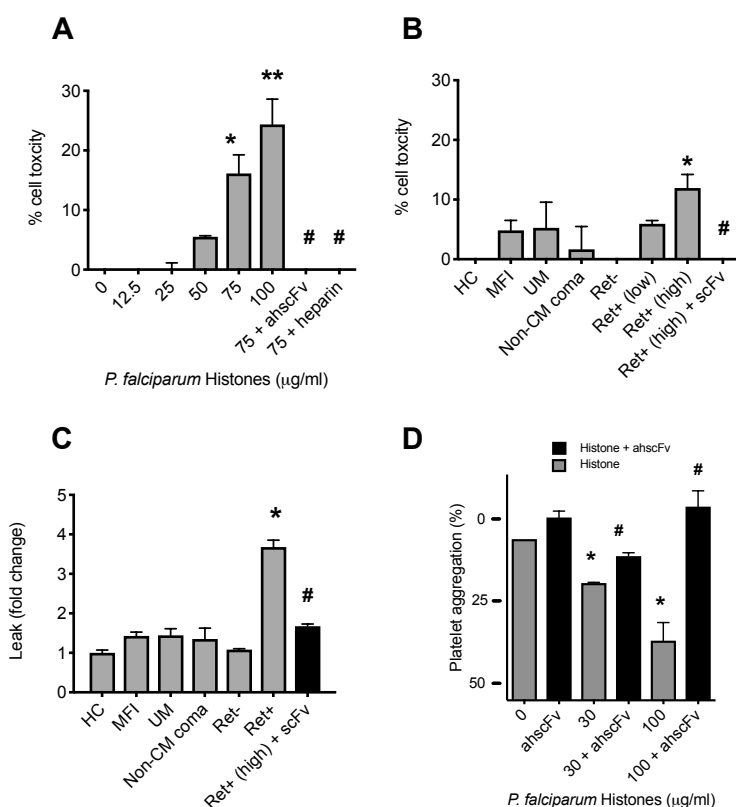 A
% cell toxcity
30
20
10
0
*
**
#
#
0
12.5
25
50
75
100
75 + ahscFv
75 + heparin
P. falciparum Histones (μg/ml)
B
% cell toxcity
30
20
10
0
*
#
HC
MFI
UM
Non-CM coma
Ret-
Ret+ (low)
Ret+ (high)
Ret+ (high) + scFv
C
Leak (fold change)
5
4
3
2
1
0
*
#
HC
MFI
UM
Non-CM coma
Ret-
Ret+
Ret+ (high) + scFv
D
Histone + ahscFv
Histone
Platelet aggregation (%)
0
25
50
*
#
*
#
0
ahscFv
30
30 + ahscFv
100
100 + ahscFv
P. falciparum Histones (μg/ml)